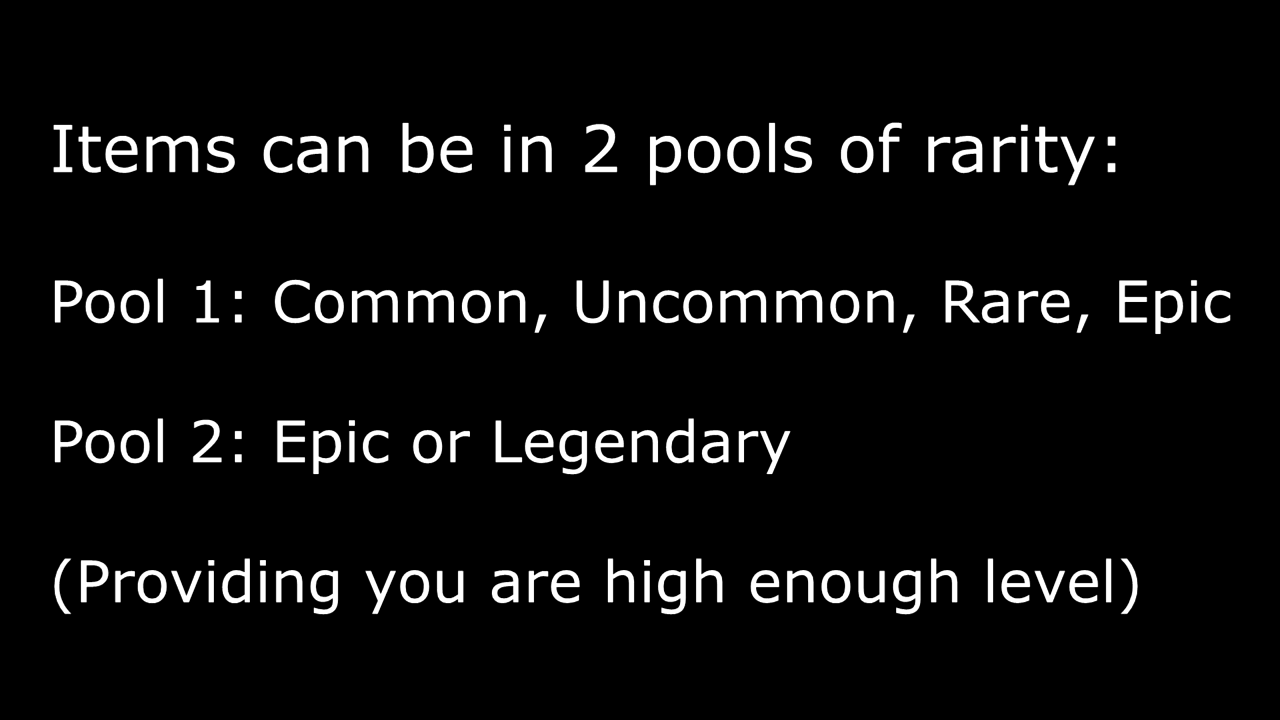 Items can be in 2 pools of rarity:
Pool 1: Common, Uncommon, Rare, Epic
Pool 2: Epic or Legendary
(Providing you are high enough level)